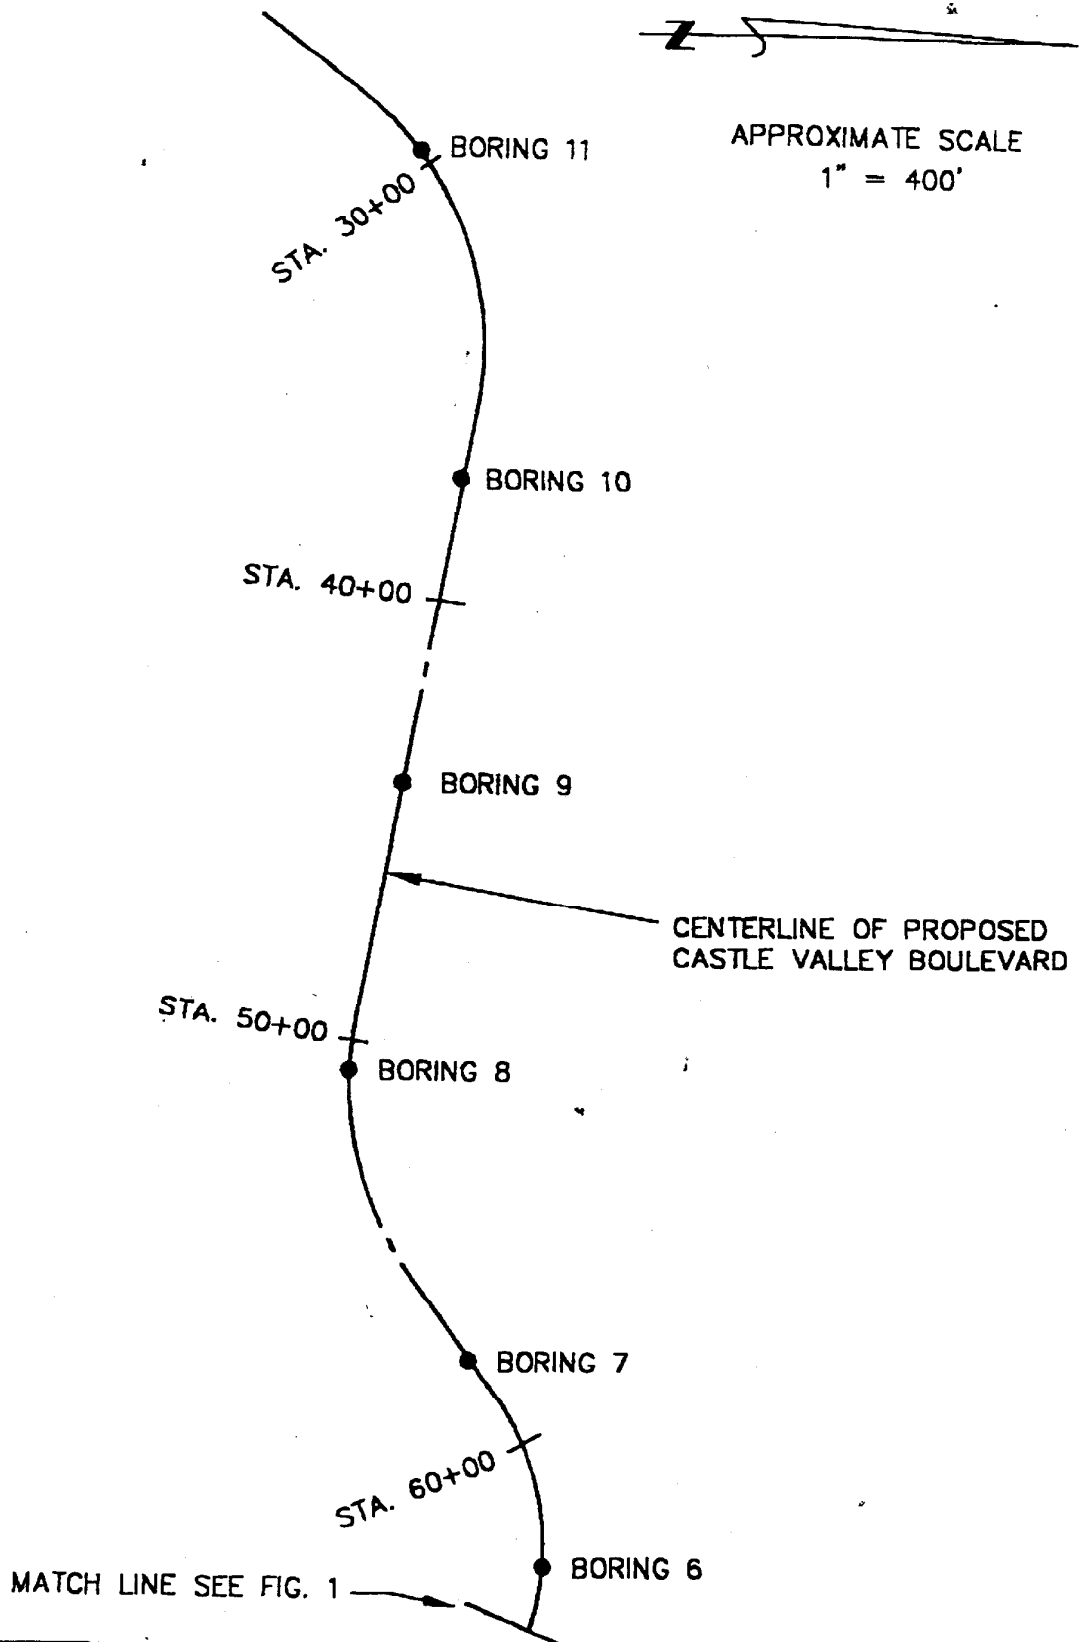 N
APPROXIMATE SCALE
1" = 400'
BORING 11
STA. 30+00
BORING 10
STA. 40+00
BORING 9
CENTERLINE OF PROPOSED
CASTLE VALLEY BOULEVARD
STA. 50+00
BORING 8
BORING 7
STA. 60+00
BORING 6
MATCH LINE SEE FIG. 1